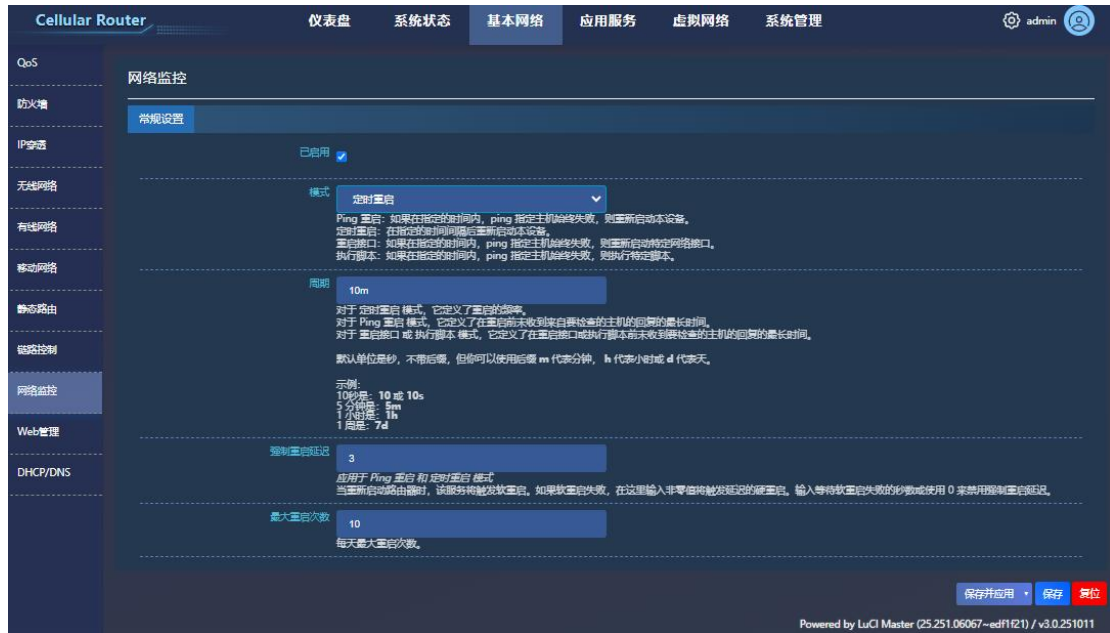 Cellular Router
仪表盘 系统状态 基本网络 应用服务 虚拟网络 系统管理
admin
QoS
防火墙
IP穿透
无线网络
有线网络
移动网络
静态路由
链路控制
网络监控
Web管理
DHCP/DNS
网络监控
常规设置
已启用
模式
定时重启
Ping 重启：如果在指定的时间内，ping 指定主机始终失败，则重新启动本设备。
定时重启：在指定的时间间隔后重新启动本设备。
重启接口：如果在指定的时间内，ping 指定主机始终失败，则重新启动特定网络接口。
执行脚本：如果在指定的时间内，ping 指定主机始终失败，则执行特定脚本。
周期
10m
对于 定时重启 模式，它定义了重启的频率。
对于 Ping 重启 模式，它定义了在重启前未收到来自要检查的主机的回复的最长时间。
对于 重启接口 或 执行脚本 模式，它定义了在重启接口或执行脚本前未收到要检查的主机的回复的最长时间。
默认单位是秒，不带后缀，但你可以使用后缀 m 代表分钟， h 代表小时或 d 代表天。
示例:
10秒是: 10 或 10s
5 分钟是: 5m
1 小时是: 1h
1 周是: 7d
强制重启延迟
3
应用于 Ping 重启 和 定时重启 模式
当重新启动路由器时，该服务将触发软重启。如果软重启失败，在这里输入非零值将触发延迟的硬重启。输入等待软重启失败的秒数或使用 0 来禁用强制重启延迟。
最大重启次数
10
每天最大重启次数。
保存并应用 保存 复位
Powered by LuCI Master (25.251.06067~edf1f21) / v3.0.251011